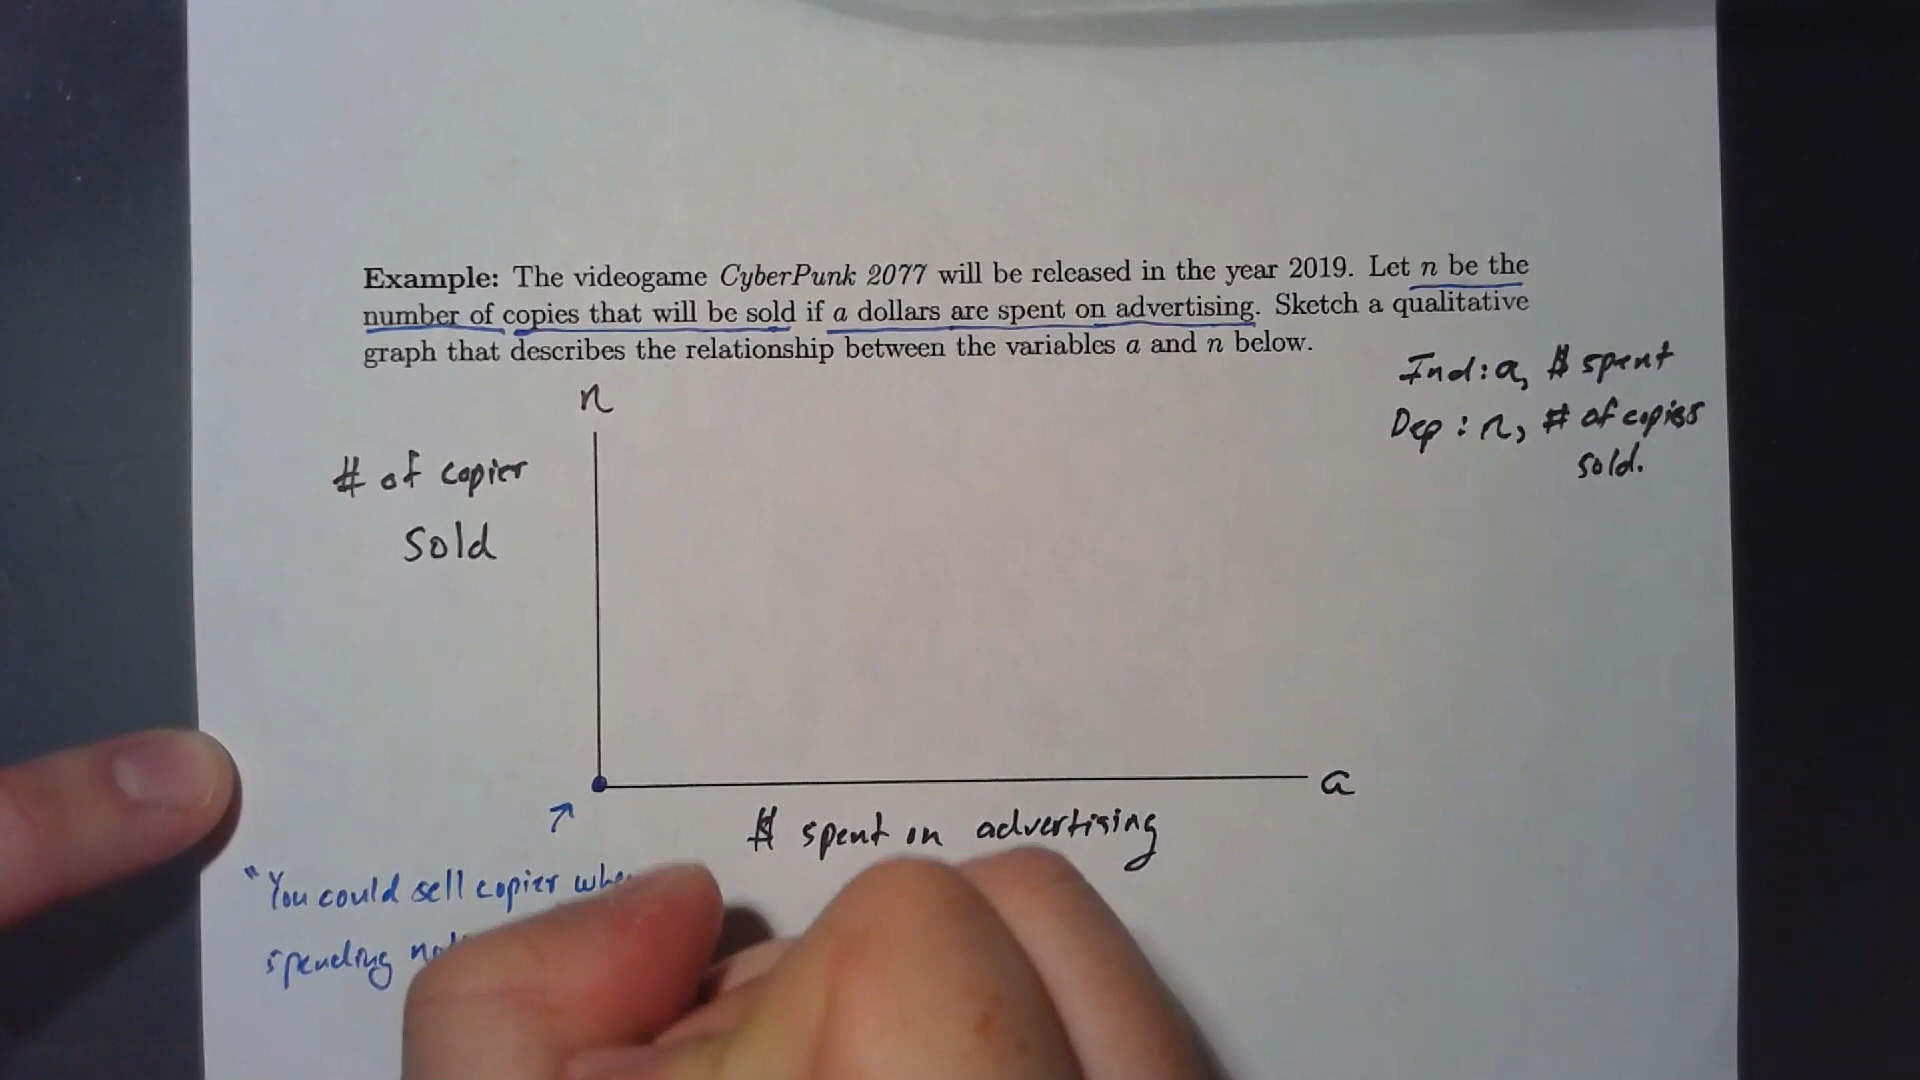 Example: The videogame CyberPunk 2077 will be released in the year 2019. Let n be the
number of copies that will be sold if a dollars are spent on advertising. Sketch a qualitative
graph that describes the relationship between the variables a and n below.
Ind: a, $ spent
Dep: n, # of copies
sold.
n
# of copies
sold
a
$ spent on advertising
"You could sell copies
spending